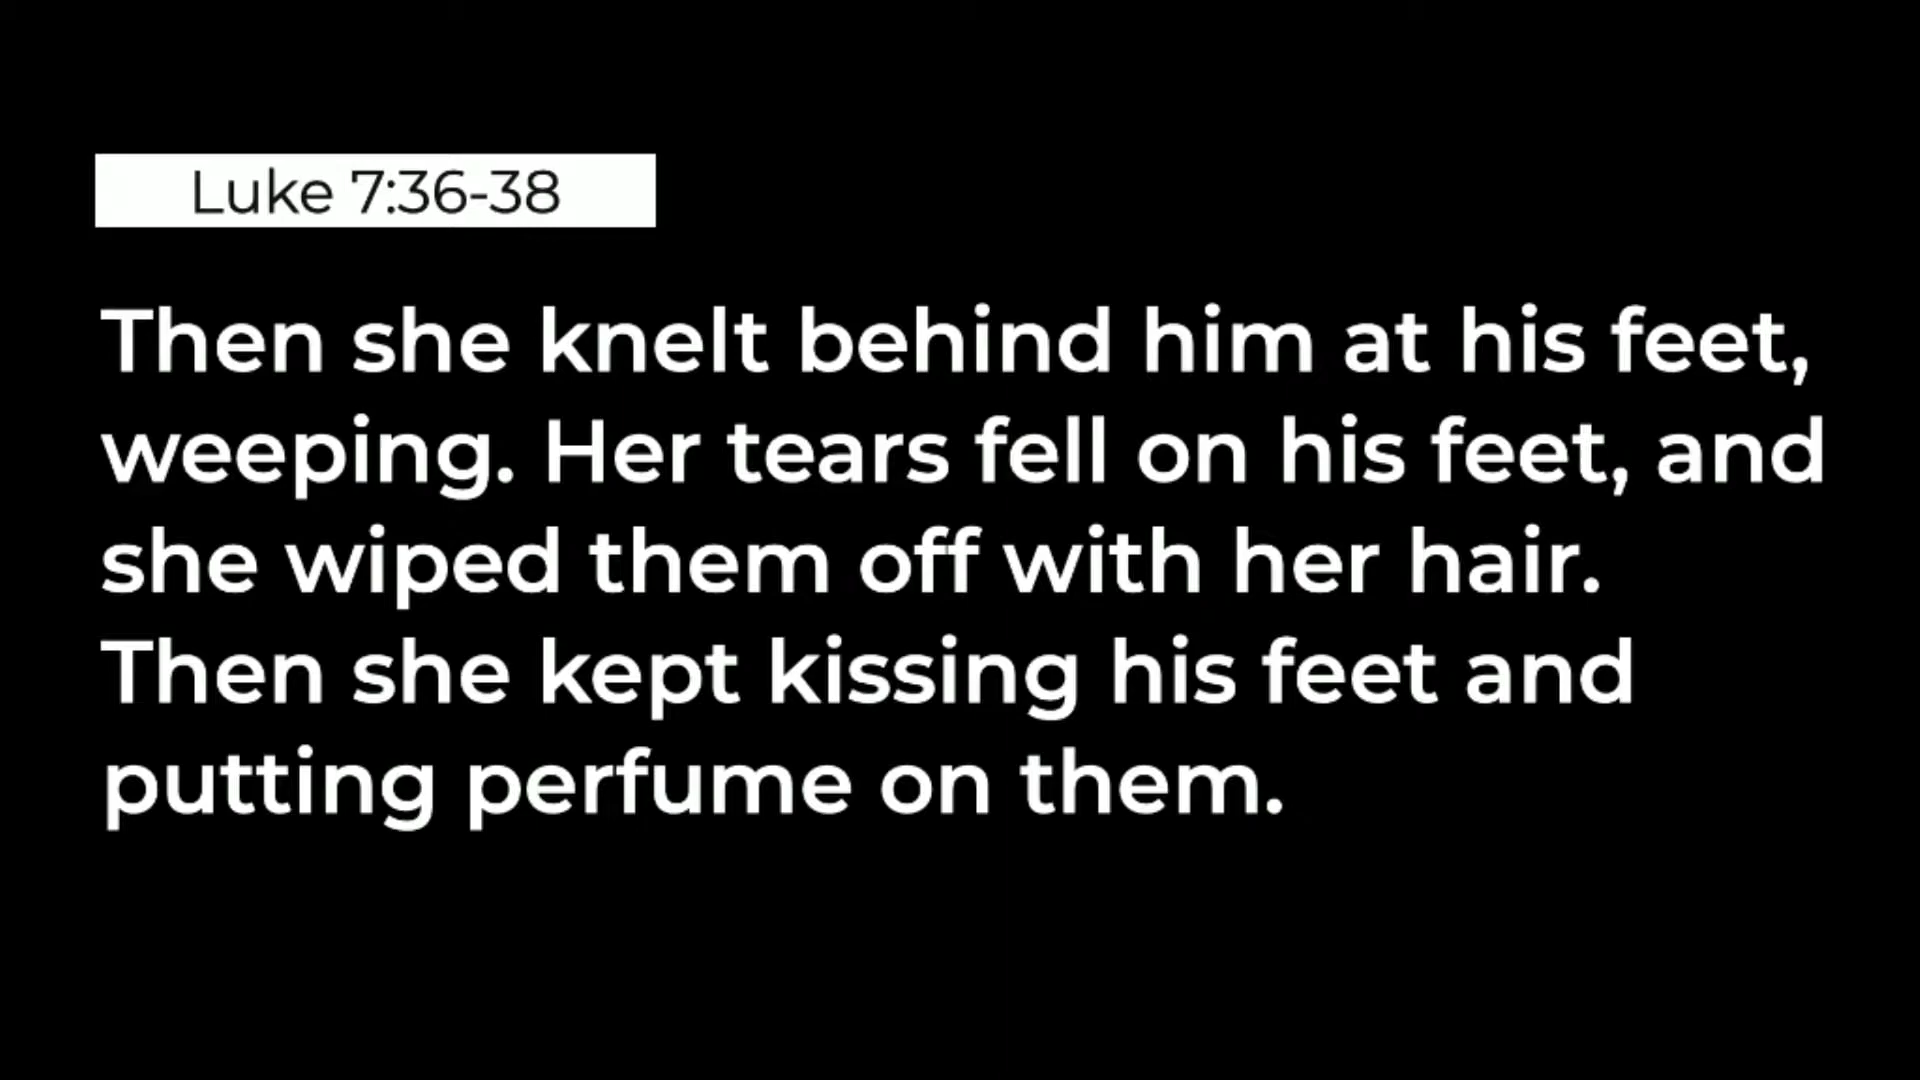 Luke 7:36-38
Then she knelt behind him at his feet,
weeping. Her tears fell on his feet, and
she wiped them off with her hair.
Then she kept kissing his feet and
putting perfume on them.